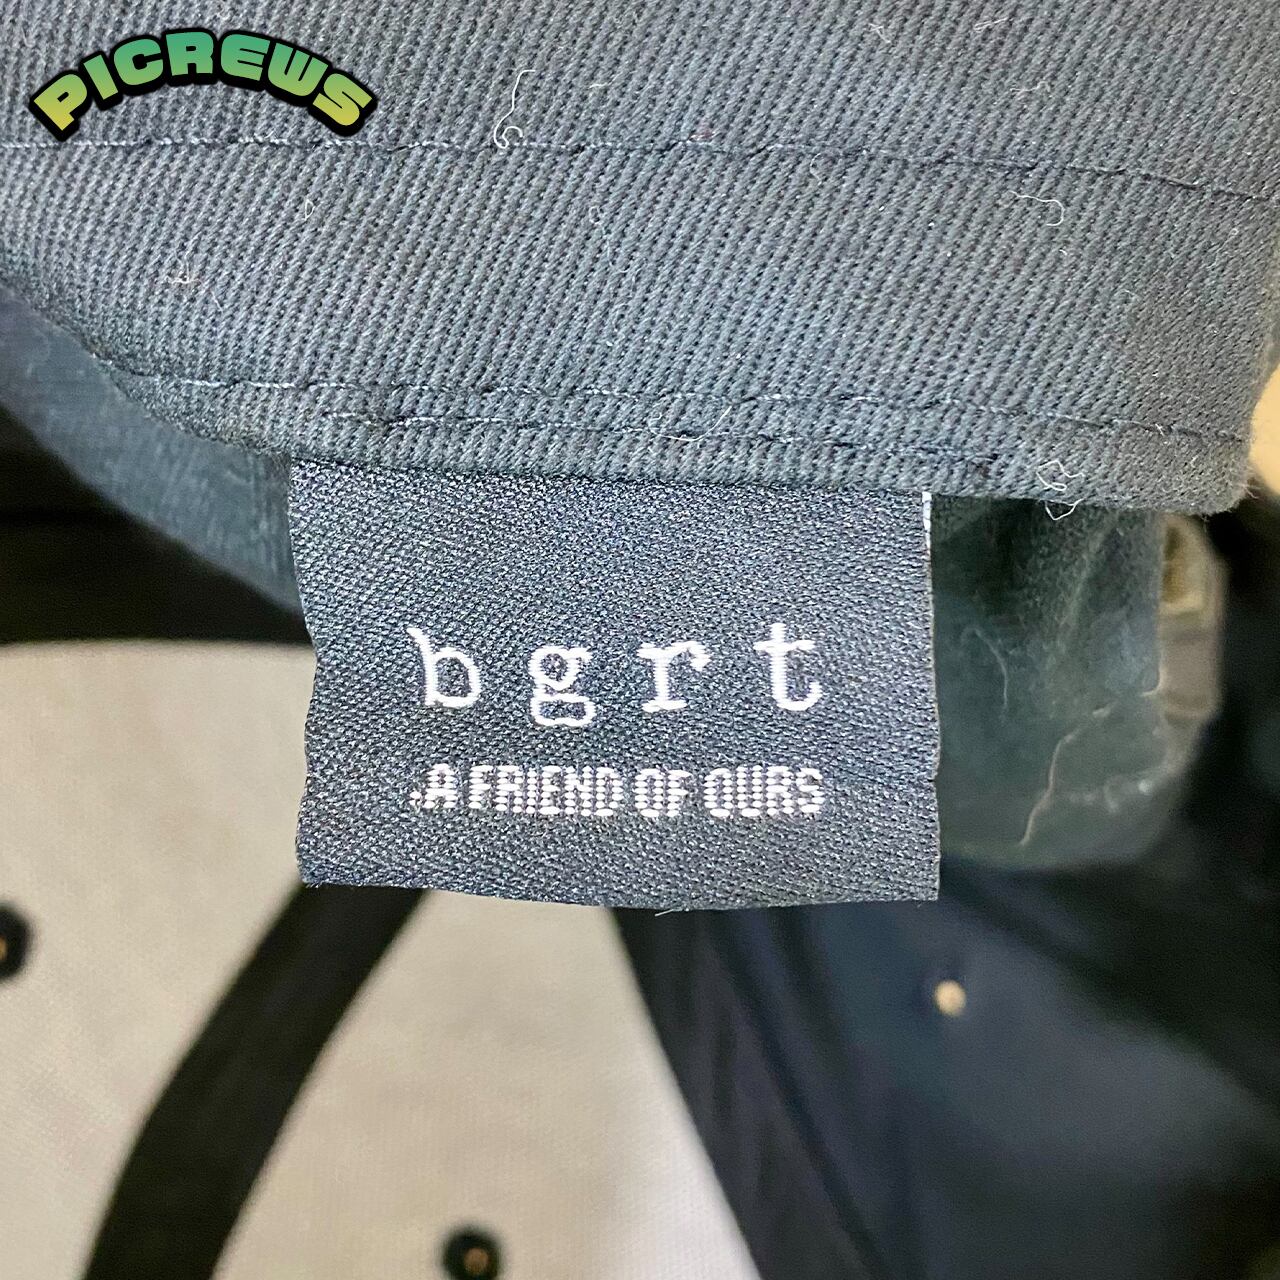 PICREWS
bgrt
.A FRIEND OF OURS